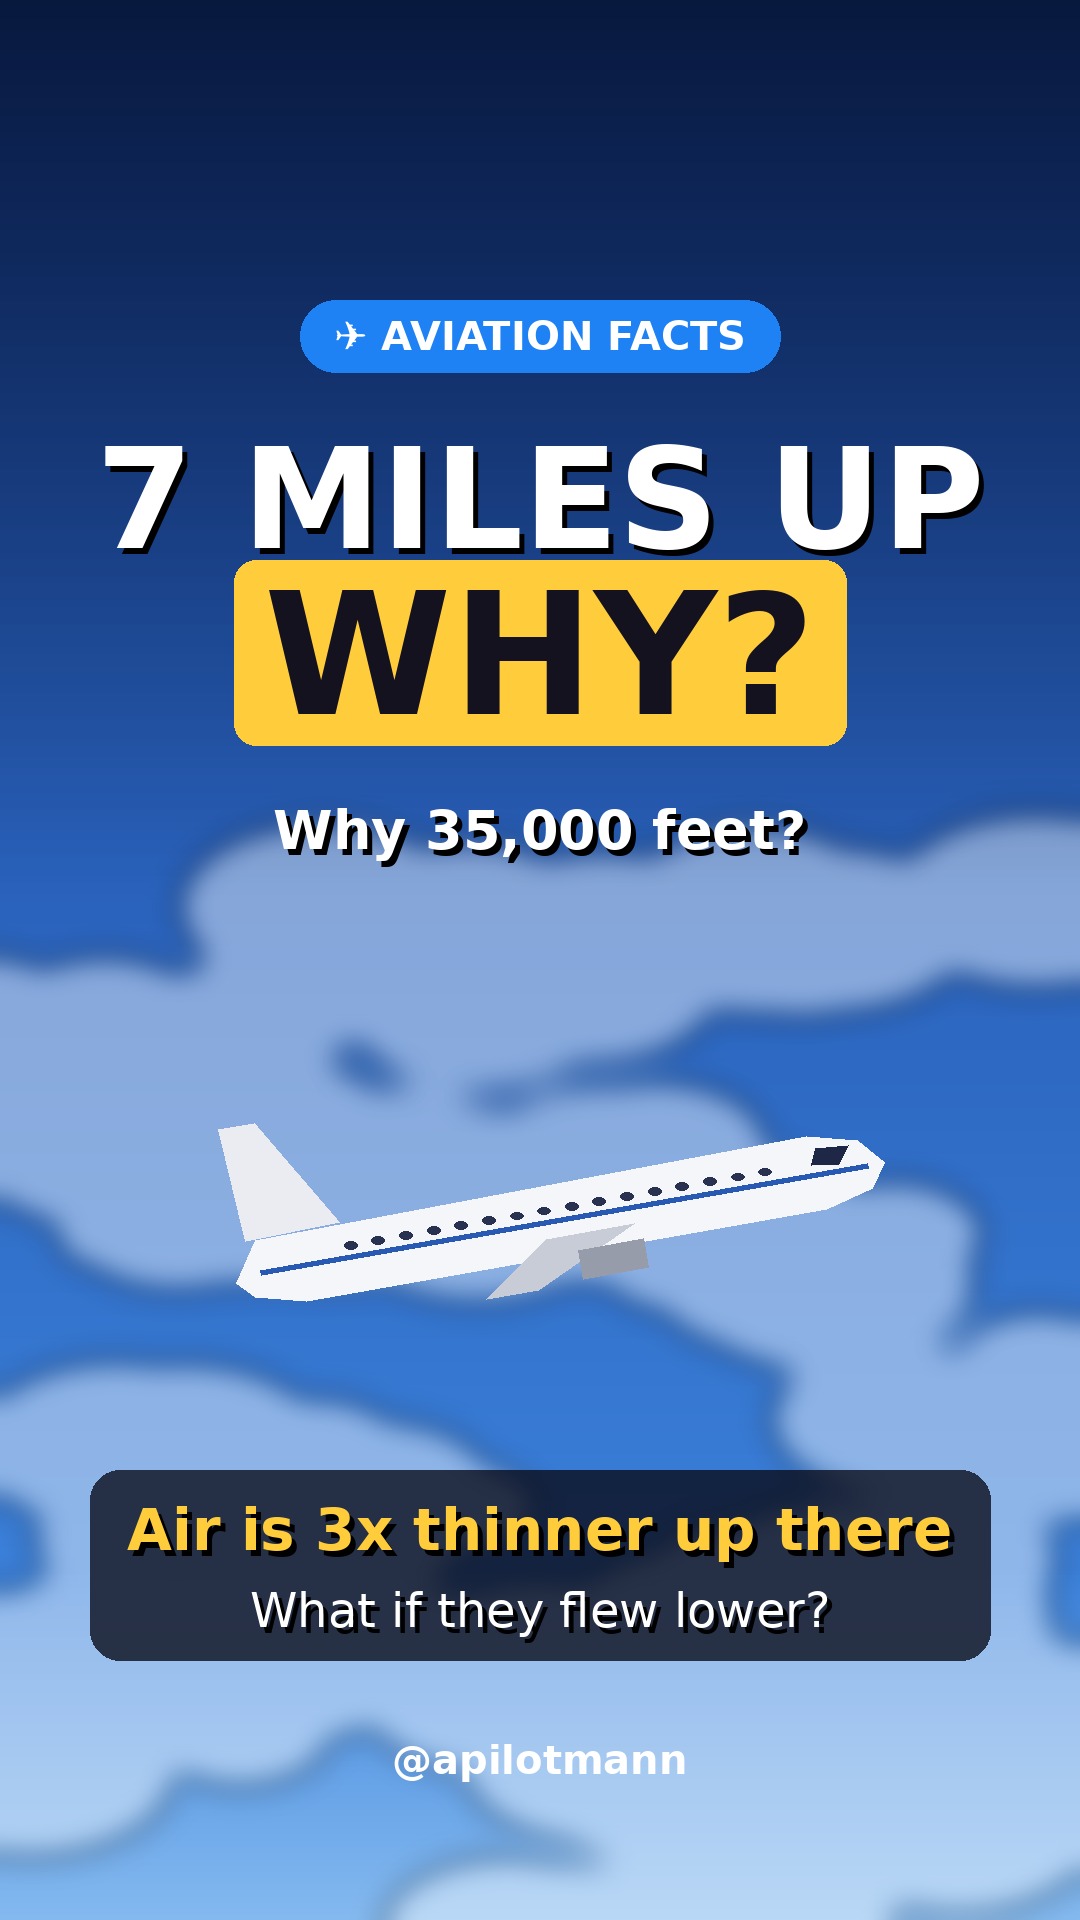 ✈ AVIATION FACTS
7 MILES UP
WHY?
Why 35,000 feet?
Air is 3x thinner up there
What if they flew lower?
@apilotmann